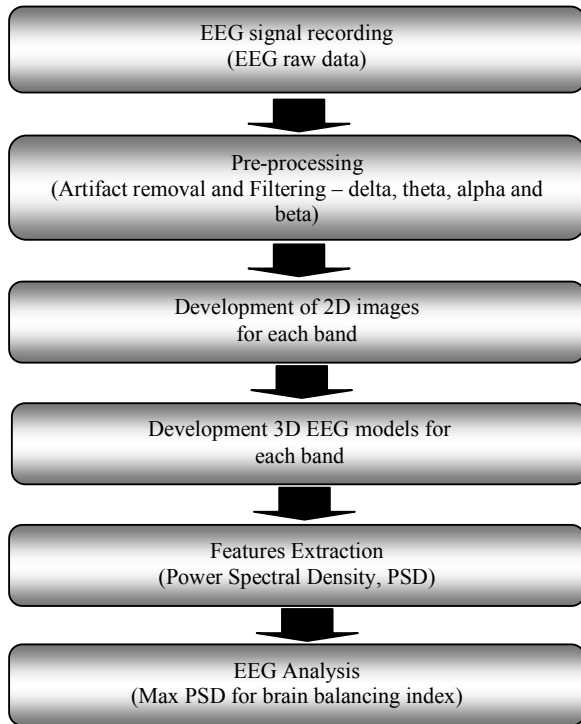 EEG signal recording
(EEG raw data)
Pre-processing
(Artifact removal and Filtering – delta, theta, alpha and
beta)
Development of 2D images
for each band
Development 3D EEG models for
each band
Features Extraction
(Power Spectral Density, PSD)
EEG Analysis
(Max PSD for brain balancing index)